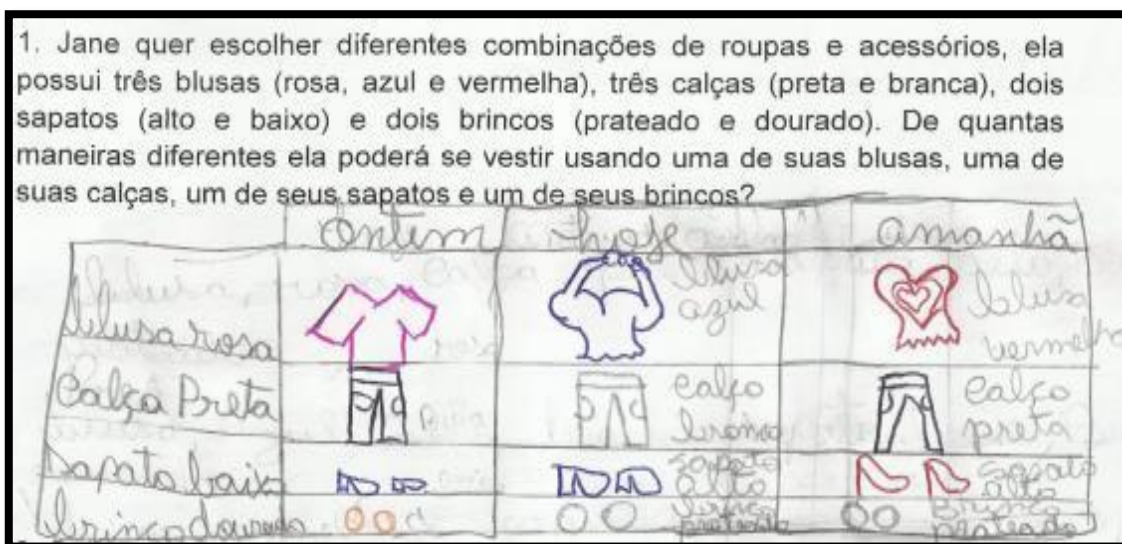 1. Jane quer escolher diferentes combinações de roupas e acessórios, ela
possui três blusas (rosa, azul e vermelha), três calças (preta e branca), dois
sapatos (alto e baixo) e dois brincos (prateado e dourado). De quantas
maneiras diferentes ela poderá se vestir usando uma de suas blusas, uma de
suas calças, um de seus sapatos e um de seus brincos?
Ontem hoje amanhã
blusa rosa
blusa
azul
blusa
vermelha
Calça Preta
calça
branca
calça
preta
Sapato baixo
sapato
alto
sapato
alto
brinco dourado
brinco
prateado
Brinco
prateado